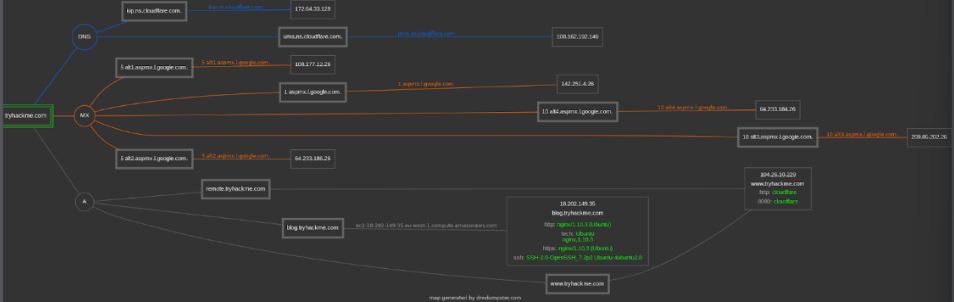 kip.ns.cloudflare.com.
kip.ns.cloudflare.com.
172.64.33.128
DNS
uma.ns.cloudflare.com.
uma.ns.cloudflare.com.
108.162.192.146
5 alt1.aspmx.l.google.com.
5 alt1.aspmx.l.google.com.
108.177.12.26
1 aspmx.l.google.com.
1 aspmx.l.google.com.
142.251.4.26
10 alt4.aspmx.l.google.com.
10 alt4.aspmx.l.google.com.
64.233.184.26
tryhackme.com
MX
10 alt3.aspmx.l.google.com.
10 alt3.aspmx.l.google.com.
209.85.202.26
5 alt2.aspmx.l.google.com.
5 alt2.aspmx.l.google.com.
64.233.186.26
A
remote.tryhackme.com
104.26.10.229
www.tryhackme.com
http: cloudflare
8080: cloudflare
blog.tryhackme.com
ec2-18-202-149-35.eu-west-1.compute.amazonaws.com
18.202.149.35
blog.tryhackme.com
http: nginx/1.10.3 (Ubuntu)
tech: Ubuntu
nginx,1.10.3
https: nginx/1.10.3 (Ubuntu)
ssh: SSH-2.0-OpenSSH_7.2p2 Ubuntu-4ubuntu2.8
www.tryhackme.com
map generated by dnsdumpster.com